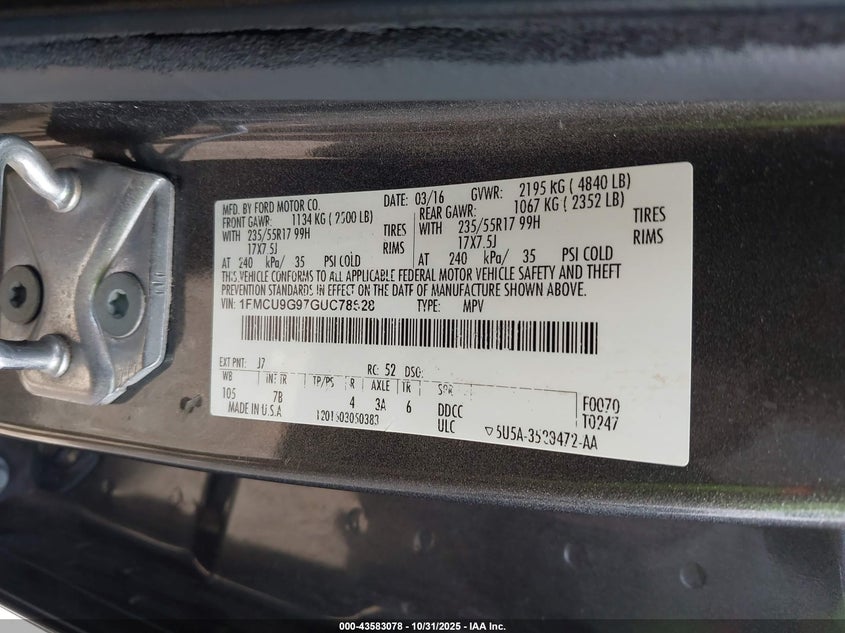 MFD. BY FORD MOTOR CO. DATE: 03/16 GVWR: 2195 KG ( 4840 LB)
FRONT GAWR: 1134 KG ( 2500 LB) REAR GAWR: 1067 KG ( 2352 LB)
WITH 235/55R17 99H WITH 235/55R17 99H TIRES
17X7.5J 17X7.5J RIMS
AT 240 kPa/ 35 PSI COLD AT 240 kPa/ 35 PSI COLD
THIS VEHICLE CONFORMS TO ALL APPLICABLE FEDERAL MOTOR VEHICLE SAFETY AND THEFT
PREVENTION STANDARDS IN EFFECT ON THE DATE OF MANUFACTURE SHOWN ABOVE.
VIN: TYPE: MPV
EXT PNT: J7 RC: 52 DSO:
WB INT TR TP/PS R AXLE TR SPR
105 7B 4 3A 6 DDCC F0070
MADE IN U.S.A ULC T0247
▽5U5A-3520472-AA
000-43583078 - 10/31/2025 - IAA Inc.